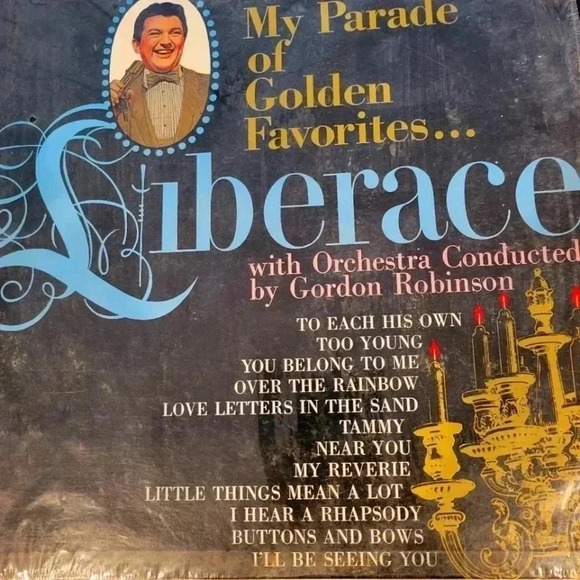 My Parade
of
Golden
Favorites...
Liberace
with Orchestra Conducted
by Gordon Robinson
TO EACH HIS OWN
TOO YOUNG
YOU BELONG TO ME
OVER THE RAINBOW
LOVE LETTERS IN THE SAND
TAMMY
NEAR YOU
MY REVERIE
LITTLE THINGS MEAN A LOT
I HEAR A RHAPSODY
BUTTONS AND BOWS
I'LL BE SEEING YOU